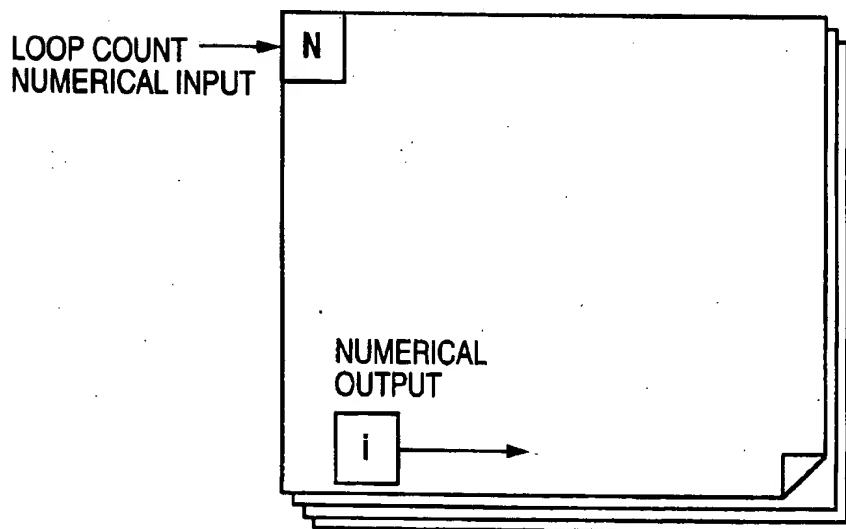 LOOP COUNT
NUMERICAL INPUT
N
NUMERICAL
OUTPUT
i